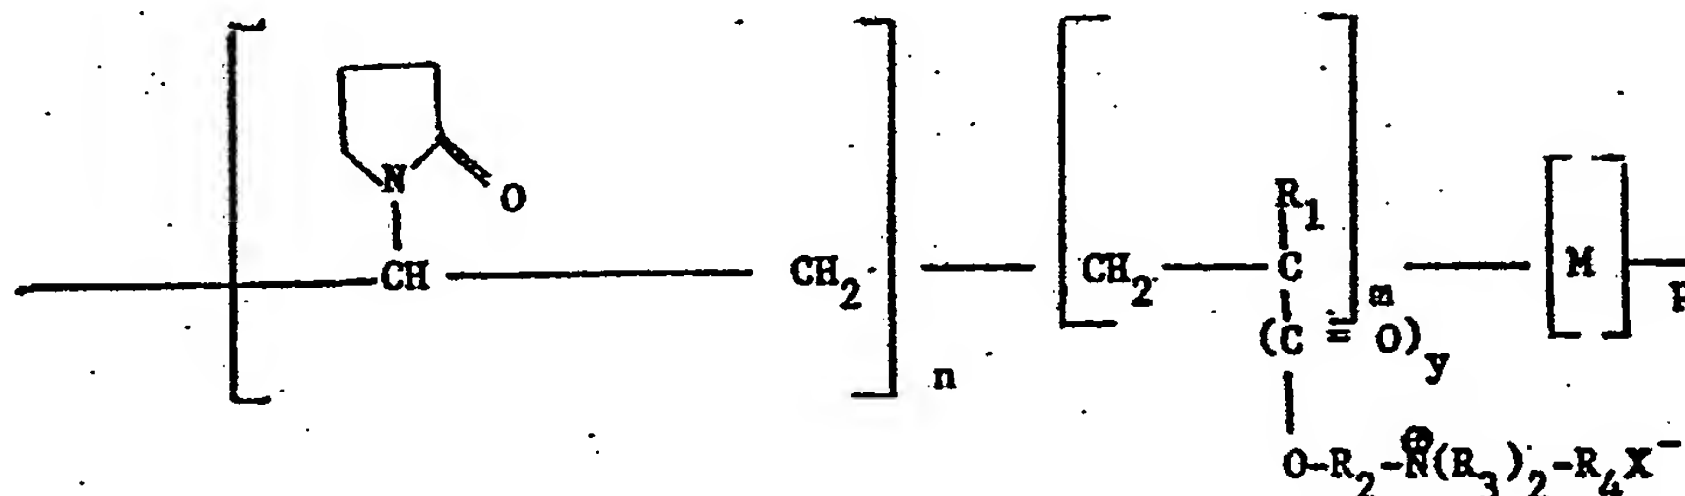 N
O
CH CH₂ n
R₁
CH₂ C m
M p
(C = O)y
O-R₂-N⊕(R₃)₂-R₄X⁻